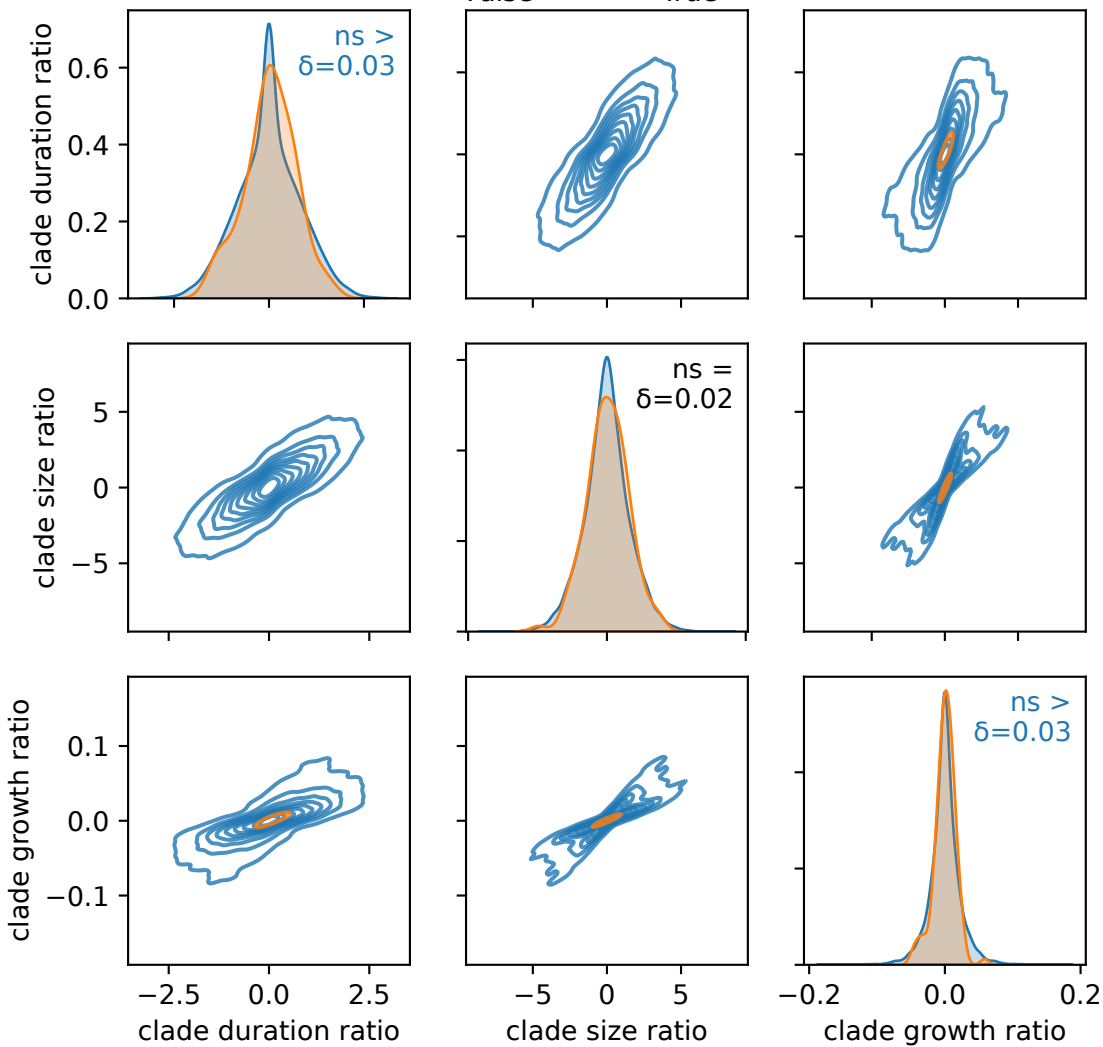 clade duration ratio
0.6
0.4
0.2
0.0
ns >
δ=0.03
clade size ratio
5
0
−5
ns =
δ=0.02
clade growth ratio
0.1
0.0
−0.1
ns >
δ=0.03
−2.5 0.0 2.5
clade duration ratio
−5 0 5
clade size ratio
−0.2 0.0 0.2
clade growth ratio